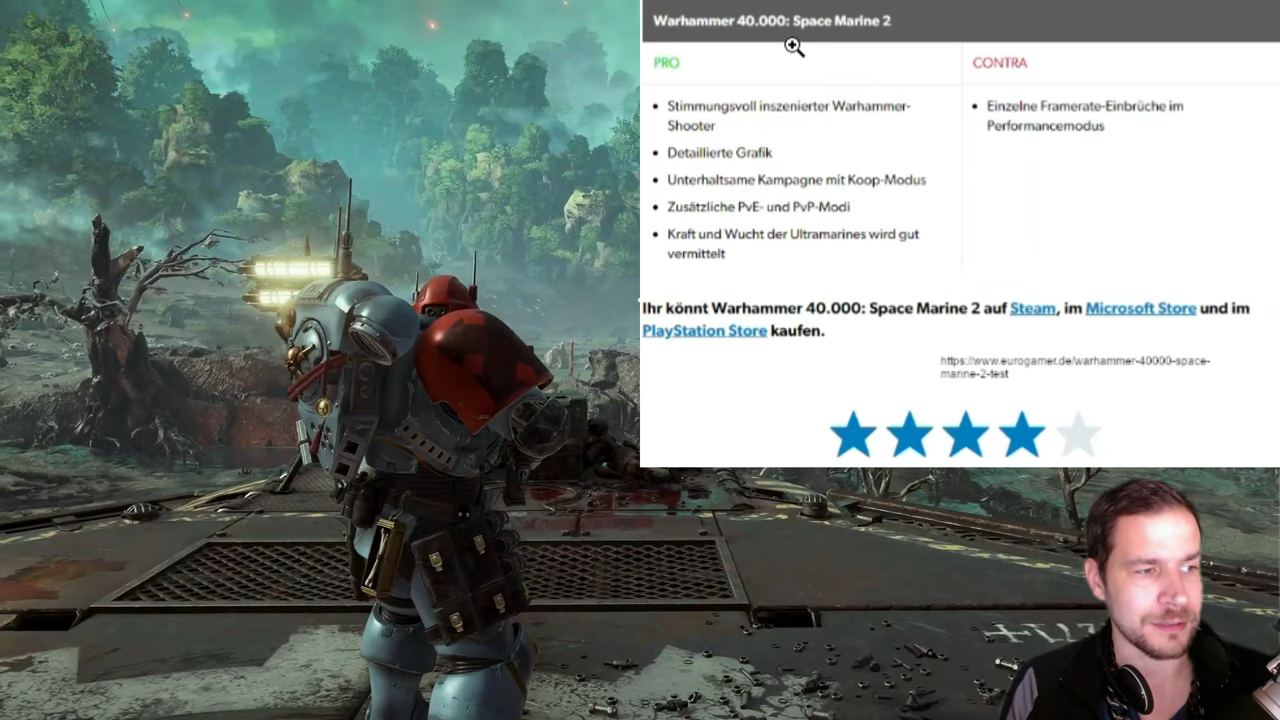 Warhammer 40.000: Space Marine 2
PRO
• Stimmungsvoll inszenierter Warhammer-
Shooter
• Detaillierte Grafik
• Unterhaltsame Kampagne mit Koop-Modus
• Zusätzliche PvE- und PvP-Modi
• Kraft und Wucht der Ultramarines wird gut
vermittelt
CONTRA
• Einzelne Framerate-Einbrüche im
Performancemodus
Ihr könnt Warhammer 40.000: Space Marine 2 auf Steam, im Microsoft Store und im
PlayStation Store kaufen.
https://www.eurogamer.de/warhammer-40000-space-
marine-2-test